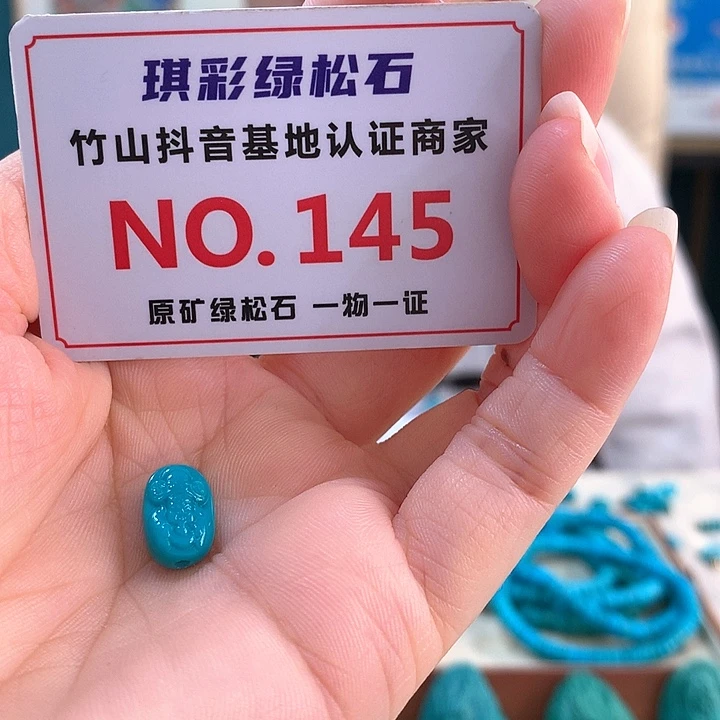 琪彩绿松石
竹山抖音基地认证商家
NO.145
原矿绿松石 一物一证